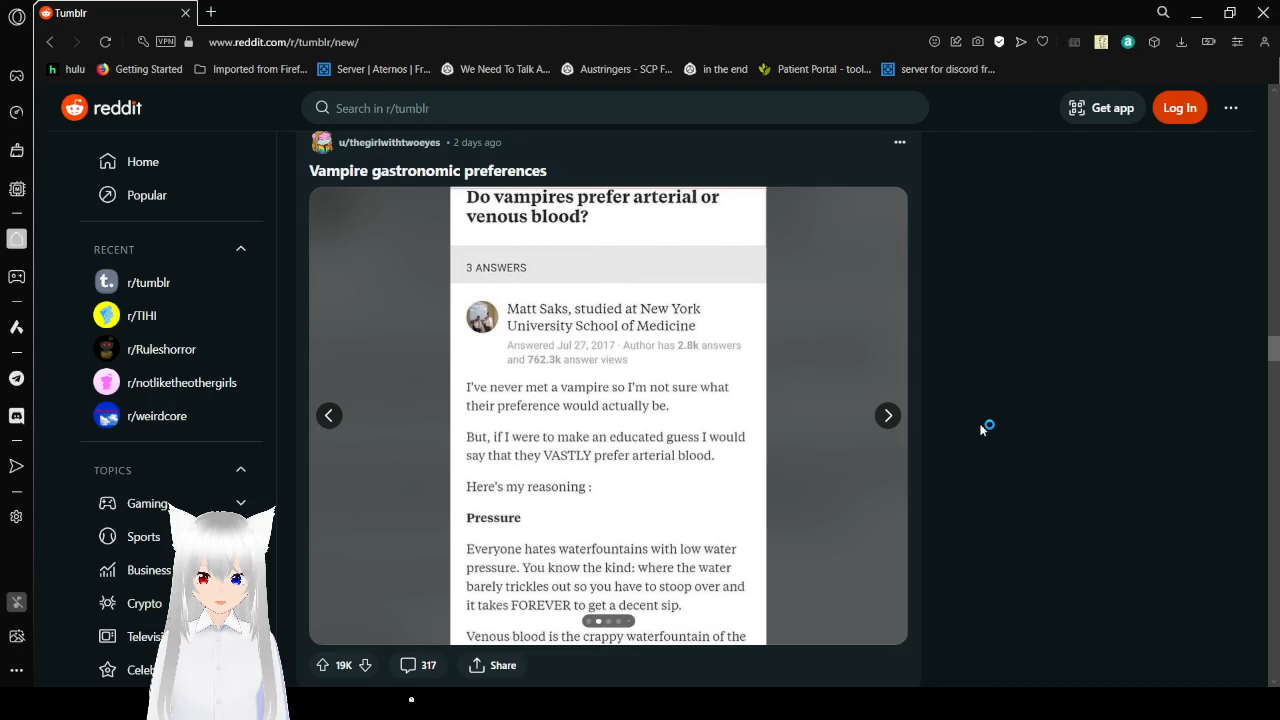 Tumblr
VPN
www.reddit.com/r/tumblr/new/
hulu
Getting Started
Imported from Firef...
Server | Aternos | Fr...
We Need To Talk A...
Austringers - SCP F...
in the end
Patient Portal - tool...
server for discord fr...
reddit
Search in r/tumblr
Get app
Log In
Home
Popular
RECENT
r/tumblr
r/TIHI
r/Ruleshorror
r/notliketheothergirls
r/weirdcore
TOPICS
Gaming
Sports
Business
Crypto
Televisi
Celeb
u/thegirlwithtwoeyes • 2 days ago
Vampire gastronomic preferences
Do vampires prefer arterial or
venous blood?
3 ANSWERS
Matt Saks, studied at New York
University School of Medicine
Answered Jul 27, 2017 · Author has 2.8k answers
and 762.3k answer views
I've never met a vampire so I'm not sure what
their preference would actually be.
But, if I were to make an educated guess I would
say that they VASTLY prefer arterial blood.
Here's my reasoning :
Pressure
Everyone hates waterfountains with low water
pressure. You know the kind: where the water
barely trickles out so you have to stoop over and
it takes FOREVER to get a decent sip.
Venous blood is the crappy waterfountain of the
19K
317
Share